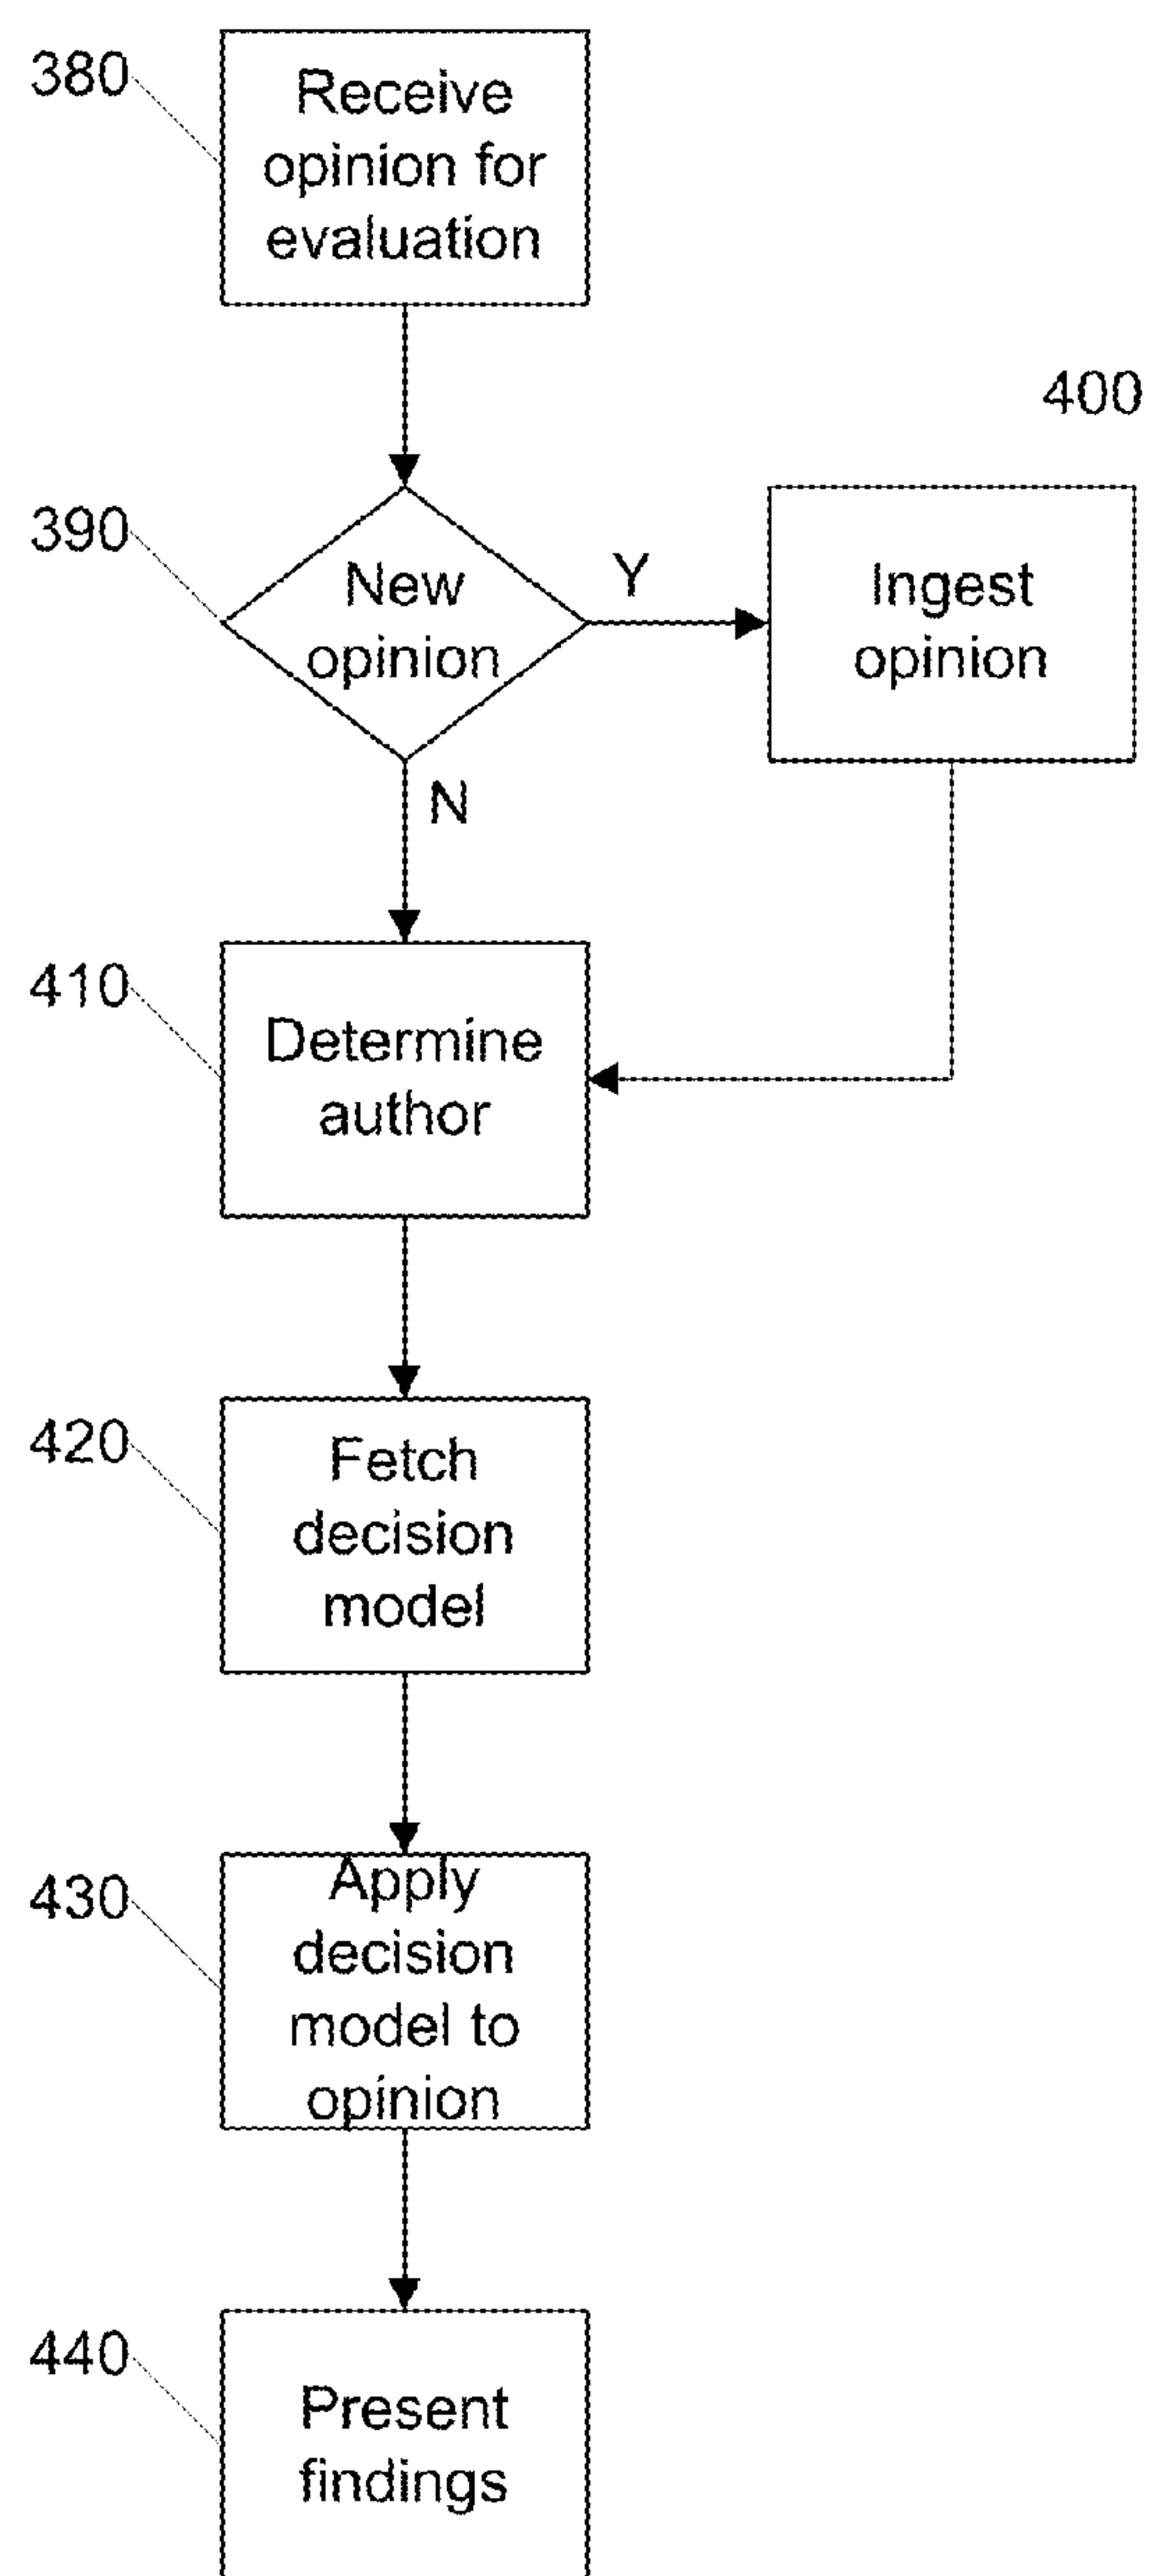 380
Receive
opinion for
evaluation
400
390
New
opinion
Y
Ingest
opinion
N
410
Determine
author
420
Fetch
decision
model
430
Apply
decision
model to
opinion
440
Present
findings